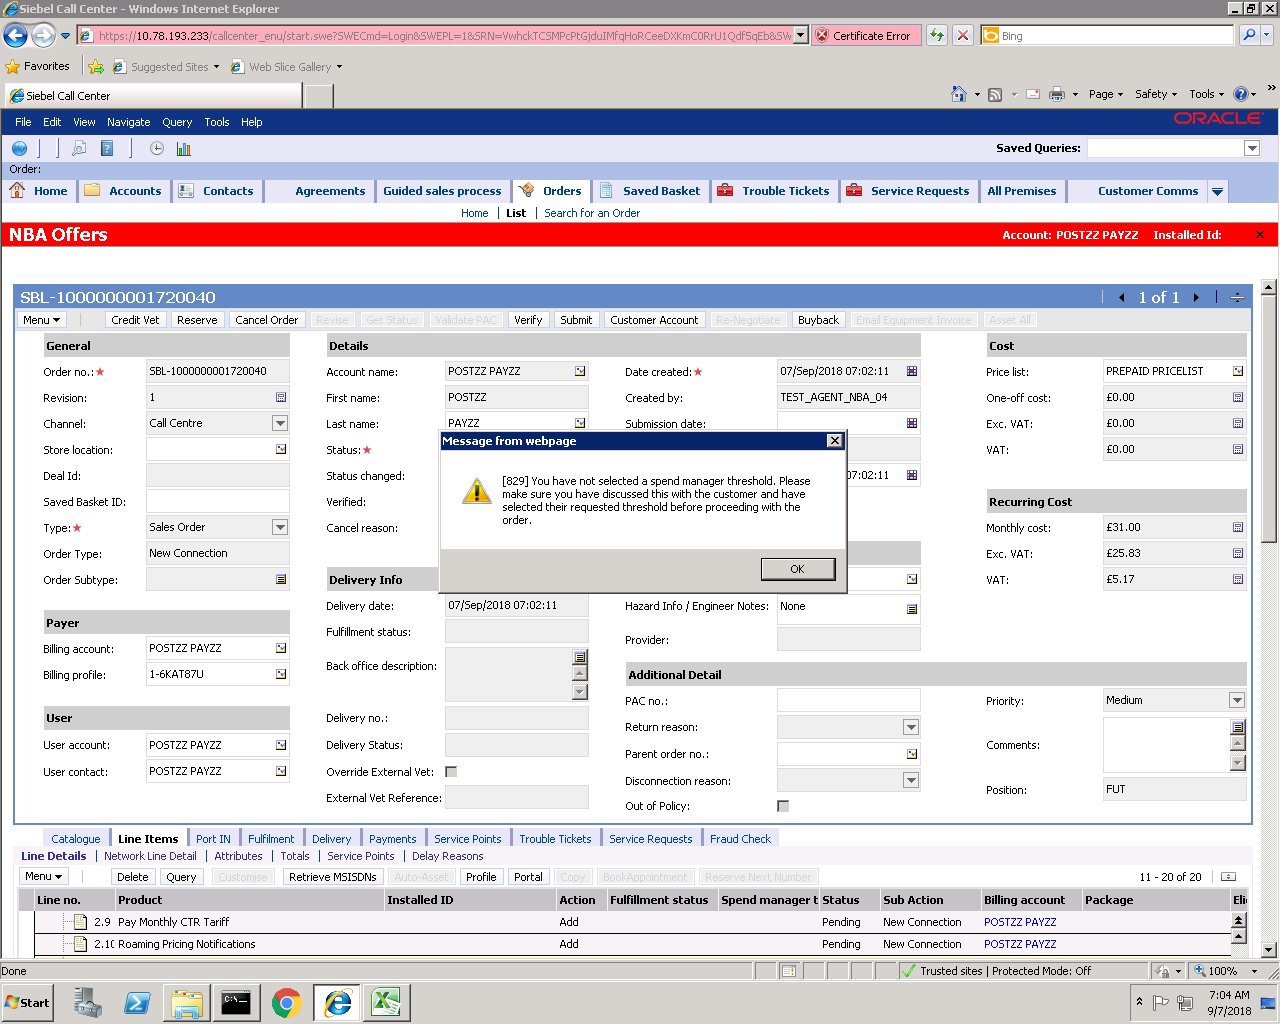 Siebel Call Center - Windows Internet Explorer
https://10.78.193.233/callcenter_enu/start.swe?SWECmd=Login&SWEPL=1&SRN=
Certificate Error
Bing
Favorites
Suggested Sites
Web Slice Gallery
Siebel Call Center
Page
Safety
Tools
File Edit View Navigate Query Tools Help
ORACLE
Saved Queries:
Order:
Home Accounts Contacts Agreements Guided sales process Orders Saved Basket Trouble Tickets Service Requests All Premises Customer Comms
Home List Search for an Order
NBA Offers
Account: POSTZZ PAYZZ Installed Id:
SBL-1000000001720040
1 of 1
Menu Credit Vet Reserve Cancel Order Revise Get Status Validate PAC Verify Submit Customer Account Re-Negotiate Buyback Email Equipment Invoice Asset All
General
Order no.: SBL-1000000001720040
Revision: 1
Channel: Call Centre
Store location:
Deal Id:
Saved Basket ID:
Type: Sales Order
Order Type: New Connection
Order Subtype:
Payer
Billing account: POSTZZ PAYZZ
Billing profile: 1-6KAT87U
User
User account: POSTZZ PAYZZ
User contact: POSTZZ PAYZZ
Details
Account name: POSTZZ PAYZZ
First name: POSTZZ
Last name: PAYZZ
Status:
Status changed:
Verified:
Cancel reason:
Date created: 07/Sep/2018 07:02:11
Created by: TEST_AGENT_NBA_04
Submission date:
07:02:11
Message from webpage
[829] You have not selected a spend manager threshold. Please
make sure you have discussed this with the customer and have
selected their requested threshold before proceeding with the
order.
OK
Delivery Info
Delivery date: 07/Sep/2018 07:02:11
Fulfillment status:
Back office description:
Delivery no.:
Delivery Status:
Override External Vet:
External Vet Reference:
Hazard Info / Engineer Notes: None
Provider:
Additional Detail
PAC no.:
Return reason:
Parent order no.:
Disconnection reason:
Out of Policy:
Priority: Medium
Comments:
Position: FUT
Cost
Price list: PREPAID PRICELIST
One-off cost: £0.00
Exc. VAT: £0.00
VAT: £0.00
Recurring Cost
Monthly cost: £31.00
Exc. VAT: £25.83
VAT: £5.17
Catalogue Line Items Port IN Fulfilment Delivery Payments Service Points Trouble Tickets Service Requests Fraud Check
Line Details Network Line Detail Attributes Totals Service Points Delay Reasons
Menu Delete Query Customise Retrieve MSISDNs Auto-Asset Profile Portal Copy BookAppointment Reserve Next Number
11 - 20 of 20
Line no. Product Installed ID Action Fulfillment status Spend manager t Status Sub Action Billing account Package Eli
2.9 Pay Monthly CTR Tariff Add Pending New Connection POSTZZ PAYZZ
2.10 Roaming Pricing Notifications Add Pending New Connection POSTZZ PAYZZ
Done
Trusted sites | Protected Mode: Off
100%
Start
7:04 AM
9/7/2018